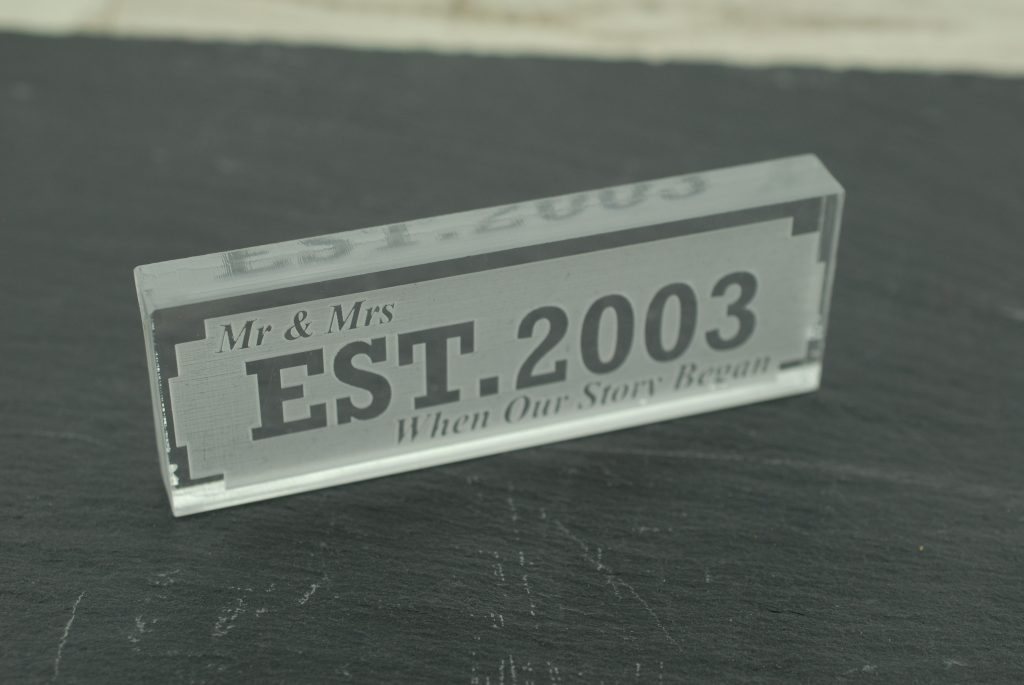 Mr & Mrs
EST.2003
When Our Story Began